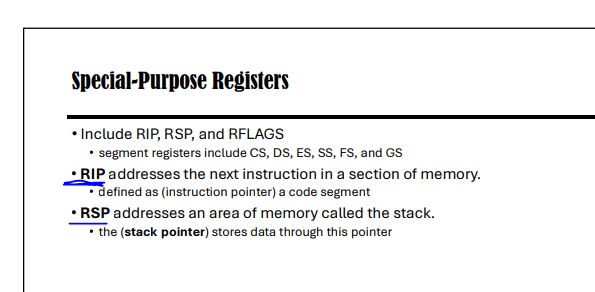 Special-Purpose Registers
• Include RIP, RSP, and RFLAGS
• segment registers include CS, DS, ES, SS, FS, and GS
• RIP addresses the next instruction in a section of memory.
• defined as (instruction pointer) a code segment
• RSP addresses an area of memory called the stack.
• the (stack pointer) stores data through this pointer